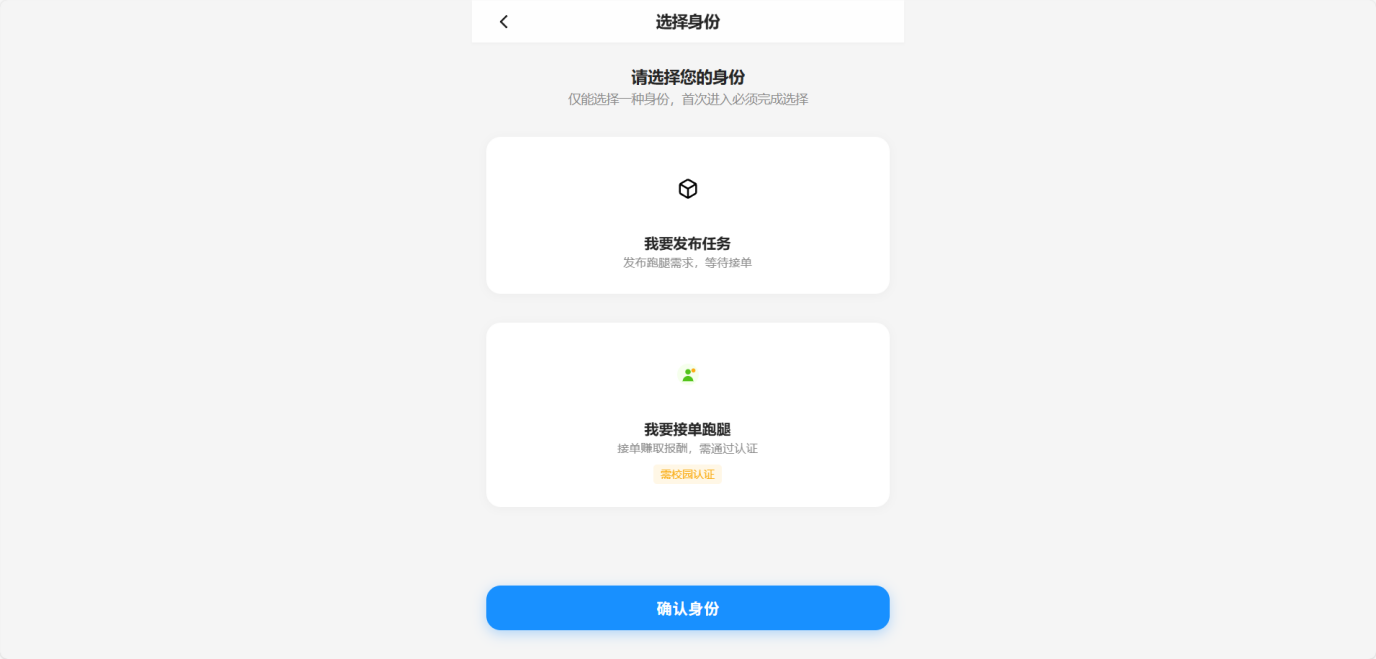 选择身份
请选择您的身份
仅能选择一种身份，首次进入必须完成选择
我要发布任务
发布跑腿需求，等待接单
我要接单跑腿
接单赚取报酬，需通过认证
需校园认证
确认身份